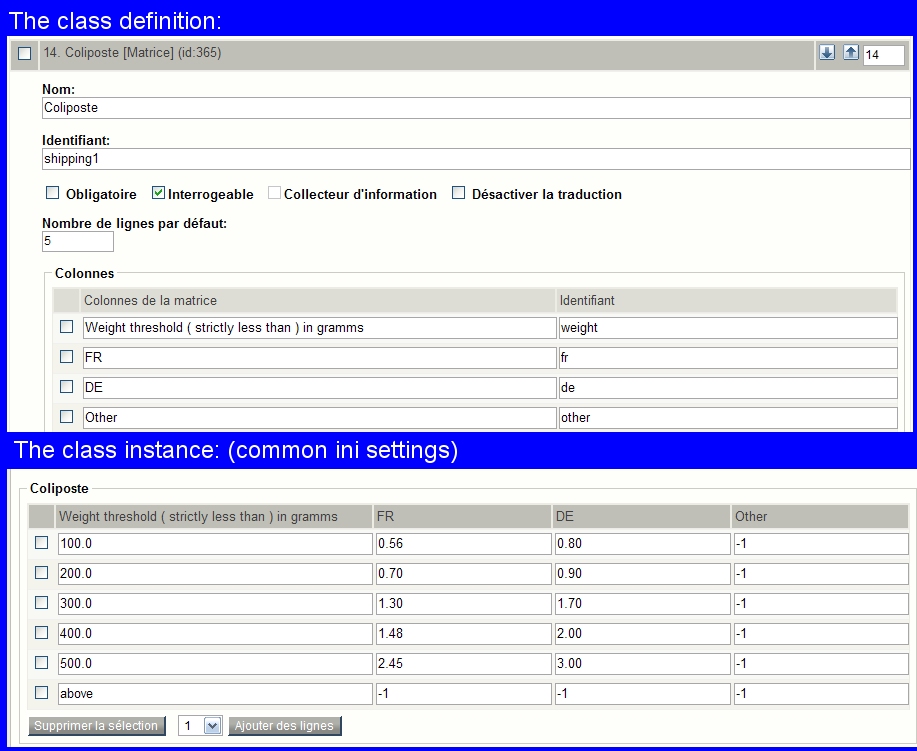 The class definition:
14. Coliposte [Matrice] (id:365) 14
Nom:
Coliposte
Identifiant:
shipping1
Obligatoire Interrogeable Collecteur d'information Désactiver la traduction
Nombre de lignes par défaut:
5
Colonnes
Colonnes de la matrice Identifiant
Weight threshold ( strictly less than ) in gramms weight
FR fr
DE de
Other other
The class instance: (common ini settings)
Coliposte
Weight threshold ( strictly less than ) in gramms FR DE Other
100.0 0.56 0.80 -1
200.0 0.70 0.90 -1
300.0 1.30 1.70 -1
400.0 1.48 2.00 -1
500.0 2.45 3.00 -1
above -1 -1 -1
Supprimer la sélection 1 Ajouter des lignes